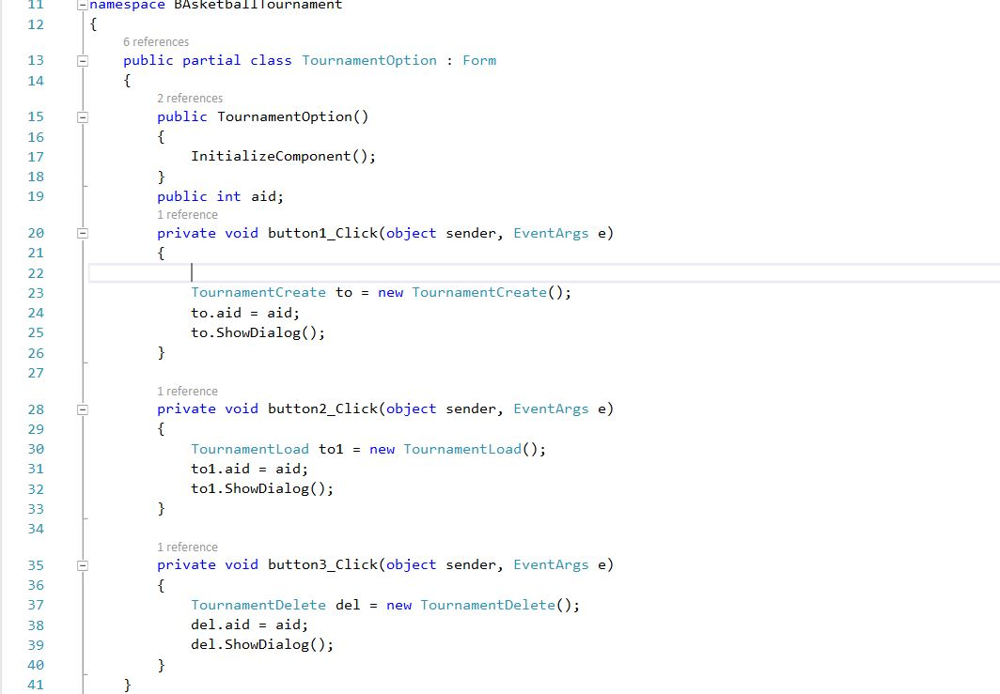 11 namespace BAsketballTournament
12 {
6 references
13 public partial class TournamentOption : Form
14 {
2 references
15 public TournamentOption()
16 {
17 InitializeComponent();
18 }
19 public int aid;
1 reference
20 private void button1_Click(object sender, EventArgs e)
21 {
22
23 TournamentCreate to = new TournamentCreate();
24 to.aid = aid;
25 to.ShowDialog();
26 }
27
1 reference
28 private void button2_Click(object sender, EventArgs e)
29 {
30 TournamentLoad to1 = new TournamentLoad();
31 to1.aid = aid;
32 to1.ShowDialog();
33 }
34
1 reference
35 private void button3_Click(object sender, EventArgs e)
36 {
37 TournamentDelete del = new TournamentDelete();
38 del.aid = aid;
39 del.ShowDialog();
40 }
41 }